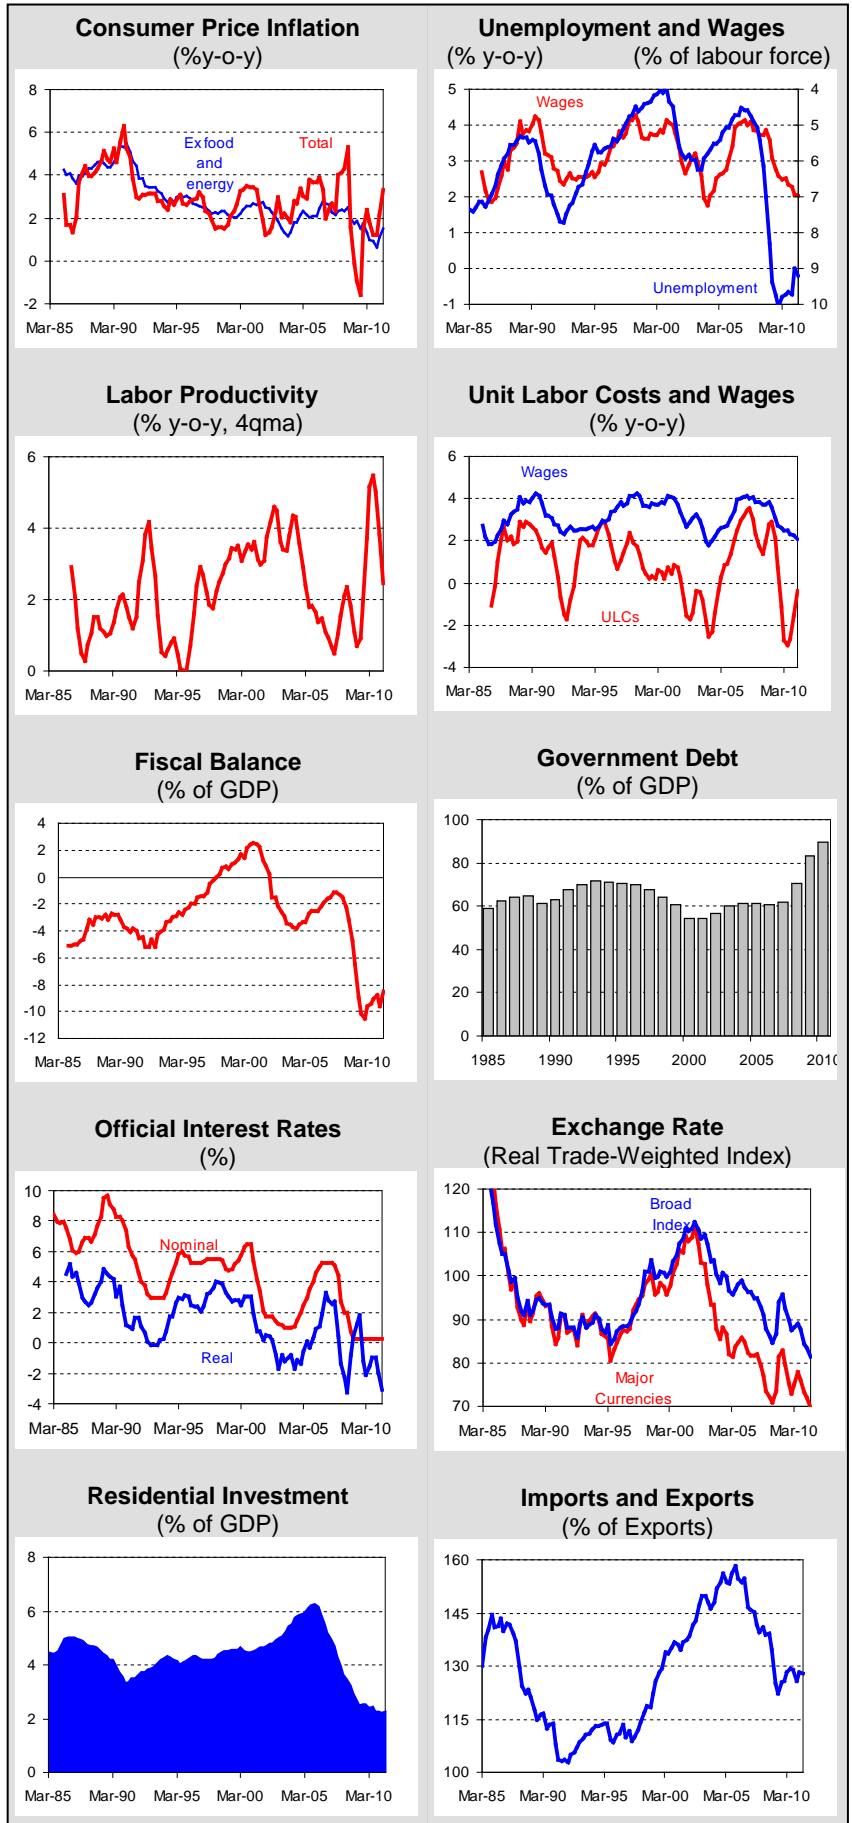 Consumer Price Inflation
(%y-o-y)
8
6
4
2
0
-2
Ex food
and
energy
Total
Mar-85 Mar-90 Mar-95 Mar-00 Mar-05 Mar-10
Unemployment and Wages
(% y-o-y) (% of labour force)
5 4
4 5
3 6
2 7
1 8
0 9
-1 10
Wages
Unemployment
Mar-85 Mar-90 Mar-95 Mar-00 Mar-05 Mar-10
Labor Productivity
(% y-o-y, 4qma)
6
4
2
0
Mar-85 Mar-90 Mar-95 Mar-00 Mar-05 Mar-10
Unit Labor Costs and Wages
(% y-o-y)
6
4
2
0
-2
-4
Wages
ULCs
Mar-85 Mar-90 Mar-95 Mar-00 Mar-05 Mar-10
Fiscal Balance
(% of GDP)
4
2
0
-2
-4
-6
-8
-10
-12
Mar-85 Mar-90 Mar-95 Mar-00 Mar-05 Mar-10
Government Debt
(% of GDP)
100
80
60
40
20
0
1985 1990 1995 2000 2005 2010
Official Interest Rates
(%)
10
8
6
4
2
0
-2
-4
Nominal
Real
Mar-85 Mar-90 Mar-95 Mar-00 Mar-05 Mar-10
Exchange Rate
(Real Trade-Weighted Index)
120
110
100
90
80
70
Broad
Index
Major
Currencies
Mar-85 Mar-90 Mar-95 Mar-00 Mar-05 Mar-10
Residential Investment
(% of GDP)
8
6
4
2
0
Mar-85 Mar-90 Mar-95 Mar-00 Mar-05 Mar-10
Imports and Exports
(% of Exports)
160
145
130
115
100
Mar-85 Mar-90 Mar-95 Mar-00 Mar-05 Mar-10